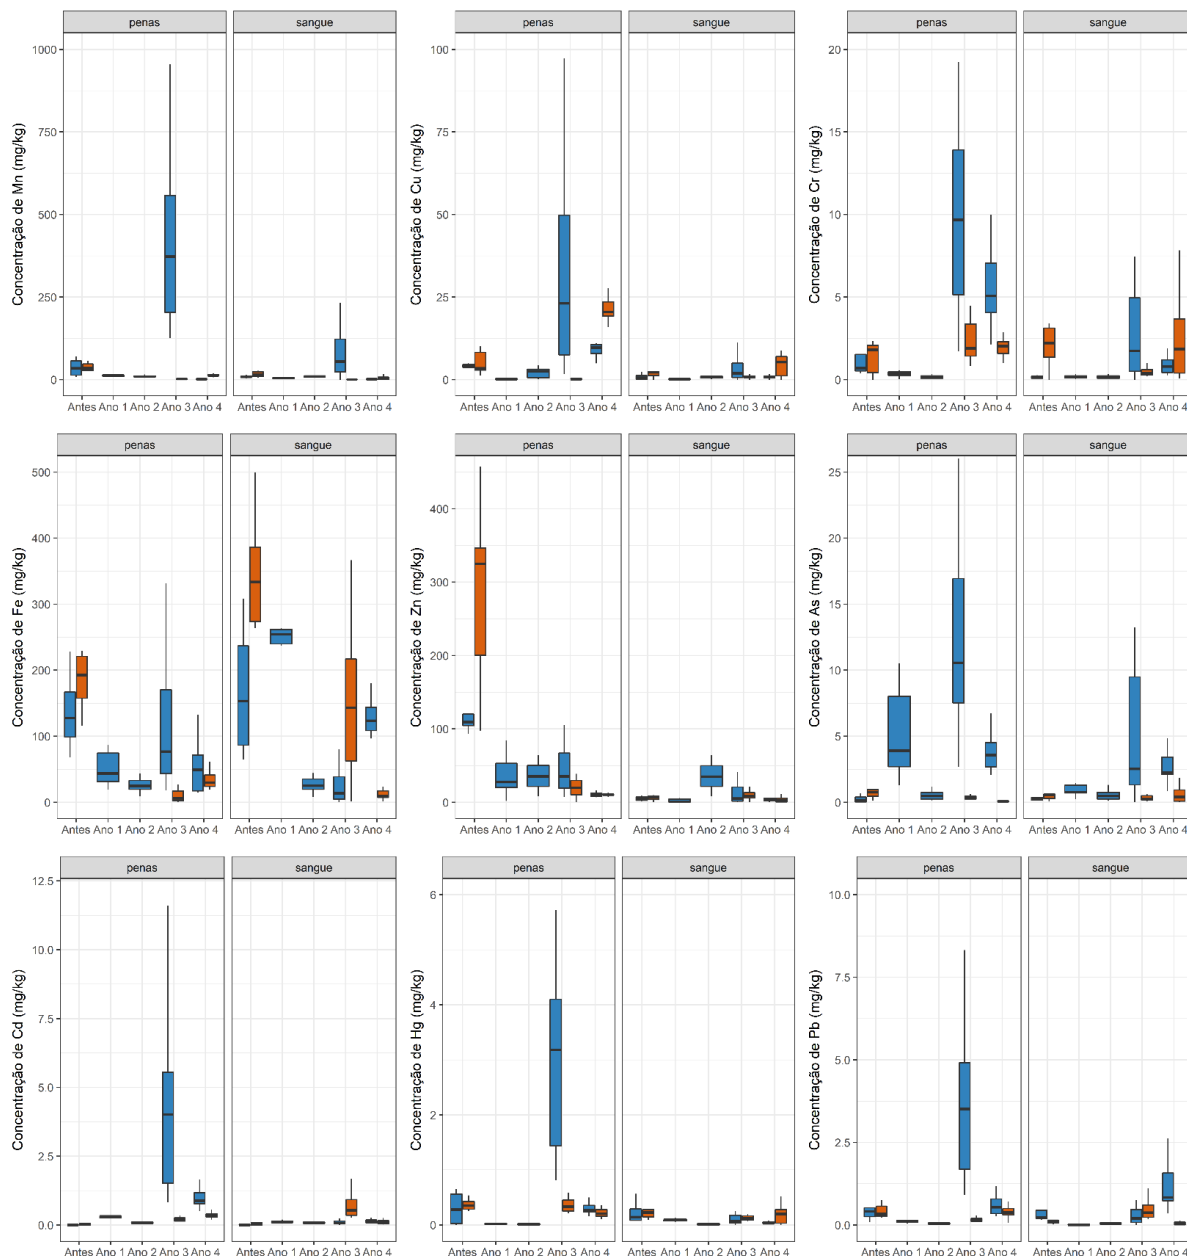 penas sangue
Concentração de Mn (mg/kg)
1000
750
500
250
0
Antes Ano 1 Ano 2 Ano 3 Ano 4 Antes Ano 1 Ano 2 Ano 3 Ano 4
penas sangue
Concentração de Cu (mg/kg)
100
75
50
25
0
Antes Ano 1 Ano 2 Ano 3 Ano 4 Antes Ano 1 Ano 2 Ano 3 Ano 4
penas sangue
Concentração de Cr (mg/kg)
20
15
10
5
0
Antes Ano 1 Ano 2 Ano 3 Ano 4 Antes Ano 1 Ano 2 Ano 3 Ano 4
penas sangue
Concentração de Fe (mg/kg)
500
400
300
200
100
0
Antes Ano 1 Ano 2 Ano 3 Ano 4 Antes Ano 1 Ano 2 Ano 3 Ano 4
penas sangue
Concentração de Zn (mg/kg)
400
300
200
100
0
Antes Ano 1 Ano 2 Ano 3 Ano 4 Antes Ano 1 Ano 2 Ano 3 Ano 4
penas sangue
Concentração de As (mg/kg)
25
20
15
10
5
0
Antes Ano 1 Ano 2 Ano 3 Ano 4 Antes Ano 1 Ano 2 Ano 3 Ano 4
penas sangue
Concentração de Cd (mg/kg)
12.5
10.0
7.5
5.0
2.5
0.0
Antes Ano 1 Ano 2 Ano 3 Ano 4 Antes Ano 1 Ano 2 Ano 3 Ano 4
penas sangue
Concentração de Hg (mg/kg)
6
4
2
0
Antes Ano 1 Ano 2 Ano 3 Ano 4 Antes Ano 1 Ano 2 Ano 3 Ano 4
penas sangue
Concentração de Pb (mg/kg)
10.0
7.5
5.0
2.5
0.0
Antes Ano 1 Ano 2 Ano 3 Ano 4 Antes Ano 1 Ano 2 Ano 3 Ano 4